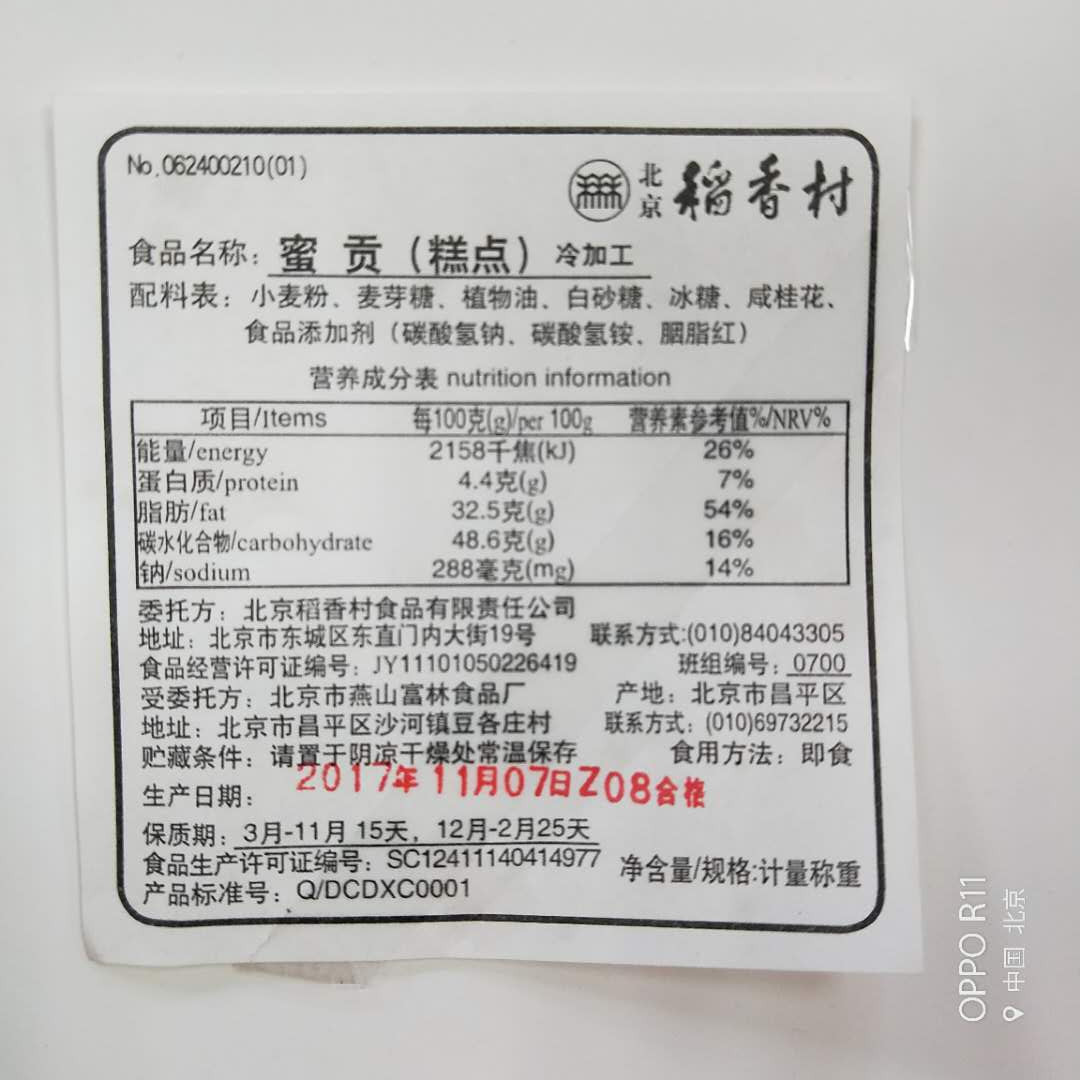 No.062400210(01)
北京 稻香村
食品名称：蜜 贡（糕点）冷加工
配料表：小麦粉、麦芽糖、植物油、白砂糖、冰糖、咸桂花、
食品添加剂（碳酸氢钠、碳酸氢铵、胭脂红）
营养成分表 nutrition information
项目/Items 每100克(g)/per 100g 营养素参考值%/NRV%
能量/energy 2158千焦(kJ) 26%
蛋白质/protein 4.4克(g) 7%
脂肪/fat 32.5克(g) 54%
碳水化合物/carbohydrate 48.6克(g) 16%
钠/sodium 288毫克(mg) 14%
委托方：北京稻香村食品有限责任公司
地址：北京市东城区东直门内大街19号 联系方式:(010)84043305
食品经营许可证编号：JY11101050226419 班组编号：0700
受委托方：北京市燕山富林食品厂 产地：北京市昌平区
地址：北京市昌平区沙河镇豆各庄村 联系方式：(010)69732215
贮藏条件：请置于阴凉干燥处常温保存 食用方法：即食
生产日期：2017年11月07日Z08合格
保质期：3月-11月 15天，12月-2月25天
食品生产许可证编号：SC12411140414977 净含量/规格:计量称重
产品标准号：Q/DCDXC0001
OPPO R11
中国 北京